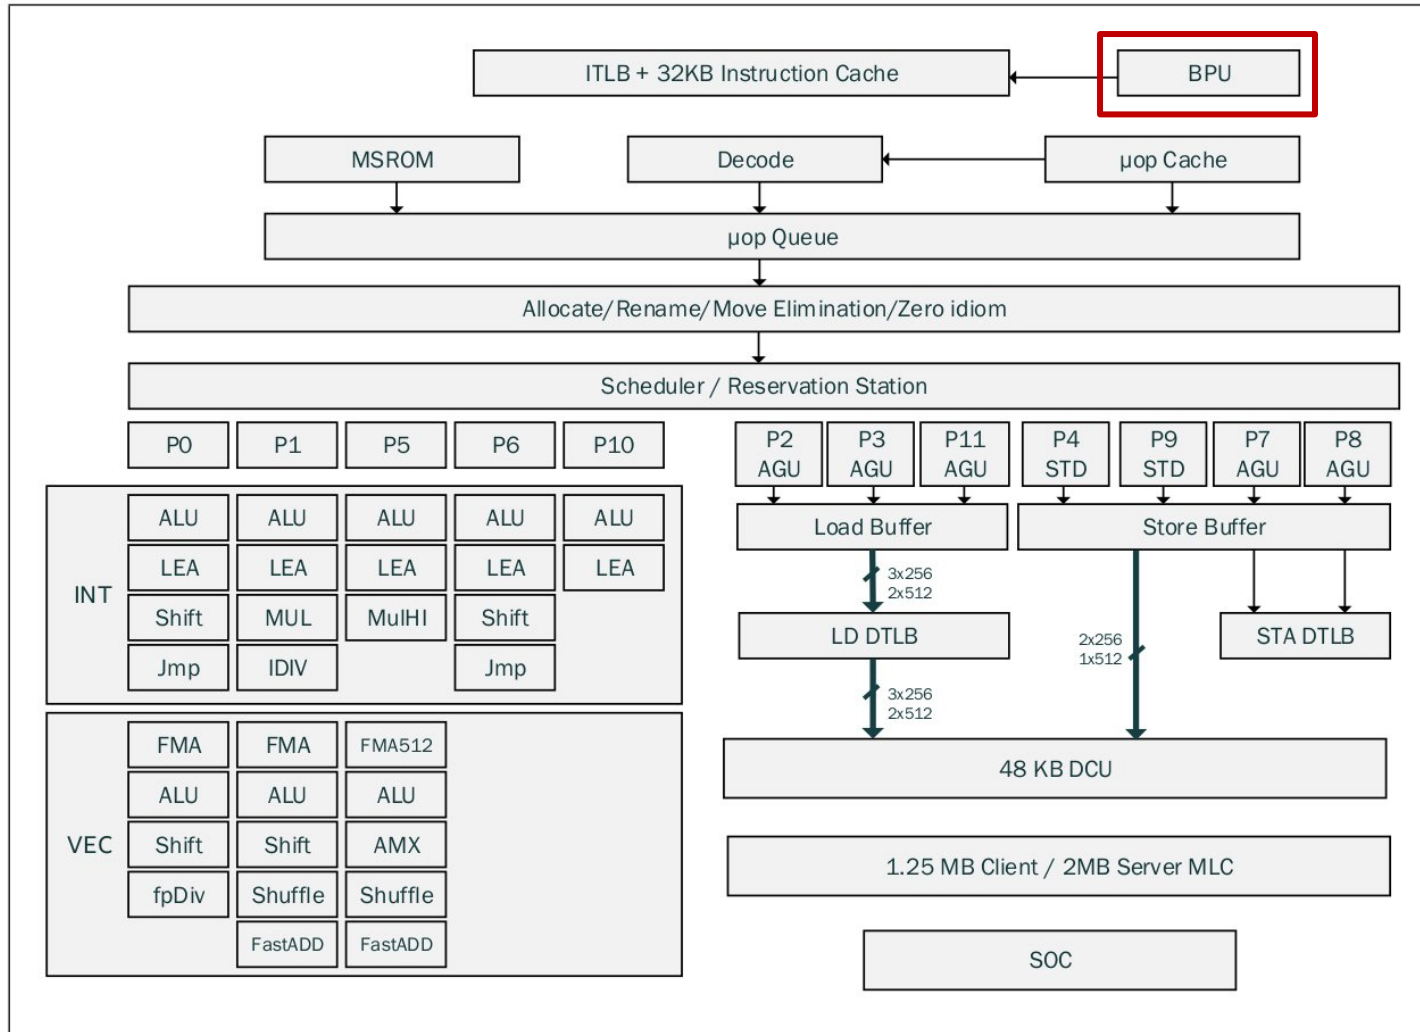 ITLB + 32KB Instruction Cache
BPU
MSROM
Decode
µop Cache
µop Queue
Allocate/Rename/Move Elimination/Zero idiom
Scheduler / Reservation Station
P0
P1
P5
P6
P10
P2
AGU
P3
AGU
P11
AGU
P4
STD
P9
STD
P7
AGU
P8
AGU
INT
ALU
ALU
ALU
ALU
ALU
LEA
LEA
LEA
LEA
LEA
Shift
MUL
MulHI
Shift
Jmp
IDIV
Jmp
Load Buffer
Store Buffer
3x256
2x512
LD DTLB
2x256
1x512
STA DTLB
3x256
2x512
VEC
FMA
FMA
FMA512
ALU
ALU
ALU
Shift
Shift
AMX
fpDiv
Shuffle
Shuffle
FastADD
FastADD
48 KB DCU
1.25 MB Client / 2MB Server MLC
SOC